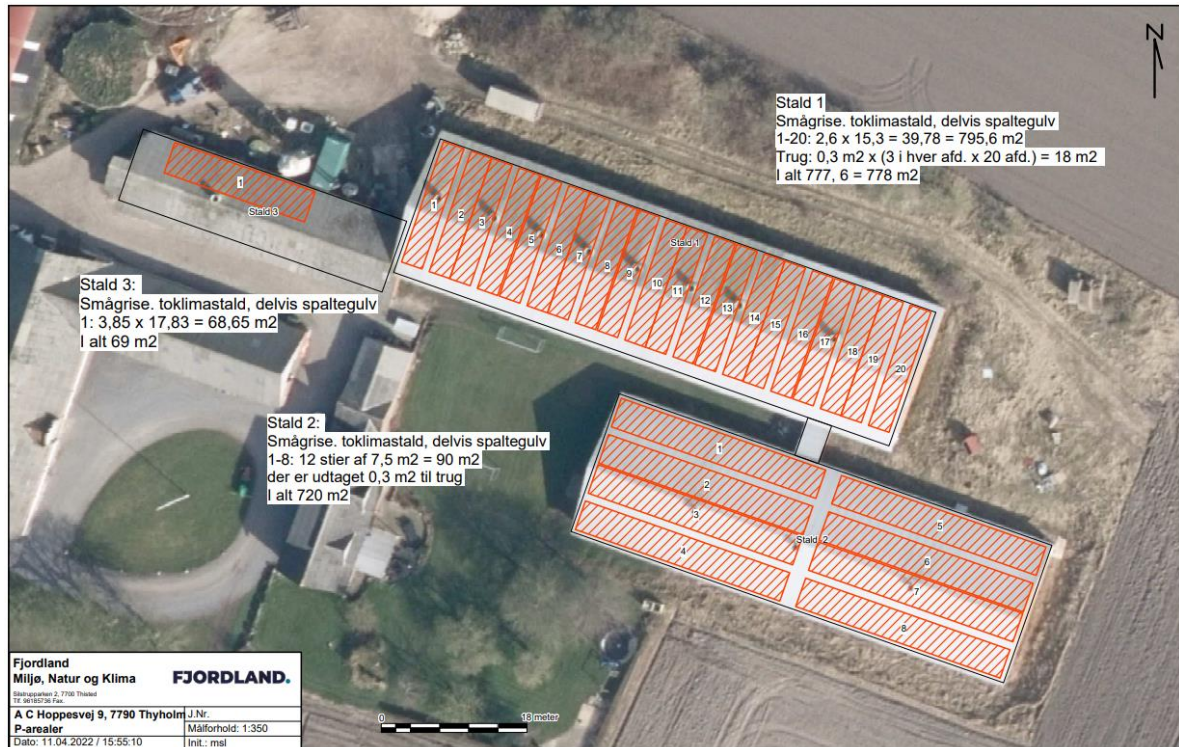 N
Stald 1
Smågrise. toklimastald, delvis spaltegulv
1-20: 2,6 x 15,3 = 39,78 = 795,6 m2
Trug: 0,3 m2 x (3 i hver afd. x 20 afd.) = 18 m2
I alt 777, 6 = 778 m2
1
Stald 3
1
2
3
4
5
6
7
8
9
10
11
12
13
14
15
16
17
18
19
20
Stald 1
Stald 3:
Smågrise. toklimastald, delvis spaltegulv
1: 3,85 x 17,83 = 68,65 m2
I alt 69 m2
Stald 2:
Smågrise. toklimastald, delvis spaltegulv
1-8: 12 stier af 7,5 m2 = 90 m2
der er udtaget 0,3 m2 til trug
I alt 720 m2
1
2
3
4
Stald 2
5
6
7
8
Fjordland
Miljø, Natur og Klima
FJORDLAND.
Silstrupparken 2, 7700 Thisted
Tlf. 96185736 Fax.
A C Hoppesvej 9, 7790 Thyholm
J.Nr.
P-arealer
Målforhold: 1:350
Dato: 11.04.2022 / 15:55:10
Init.: msl
0
18 meter